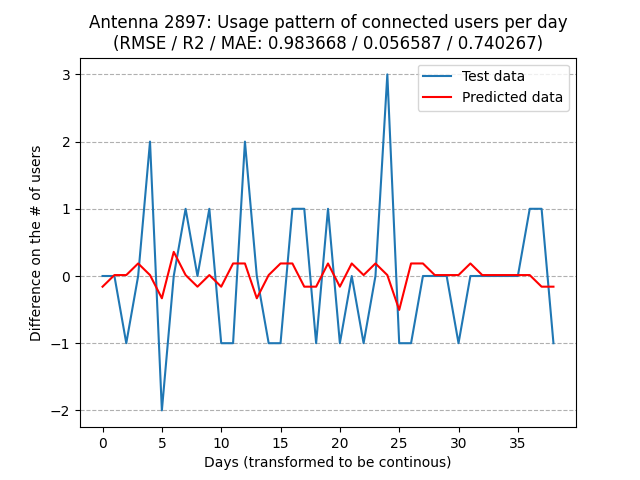 Antenna 2897: Usage pattern of connected users per day
(RMSE / R2 / MAE: 0.983668 / 0.056587 / 0.740267)
Test data
Predicted data
Difference on the # of users
3
2
1
0
−1
−2
0 5 10 15 20 25 30 35
Days (transformed to be continous)